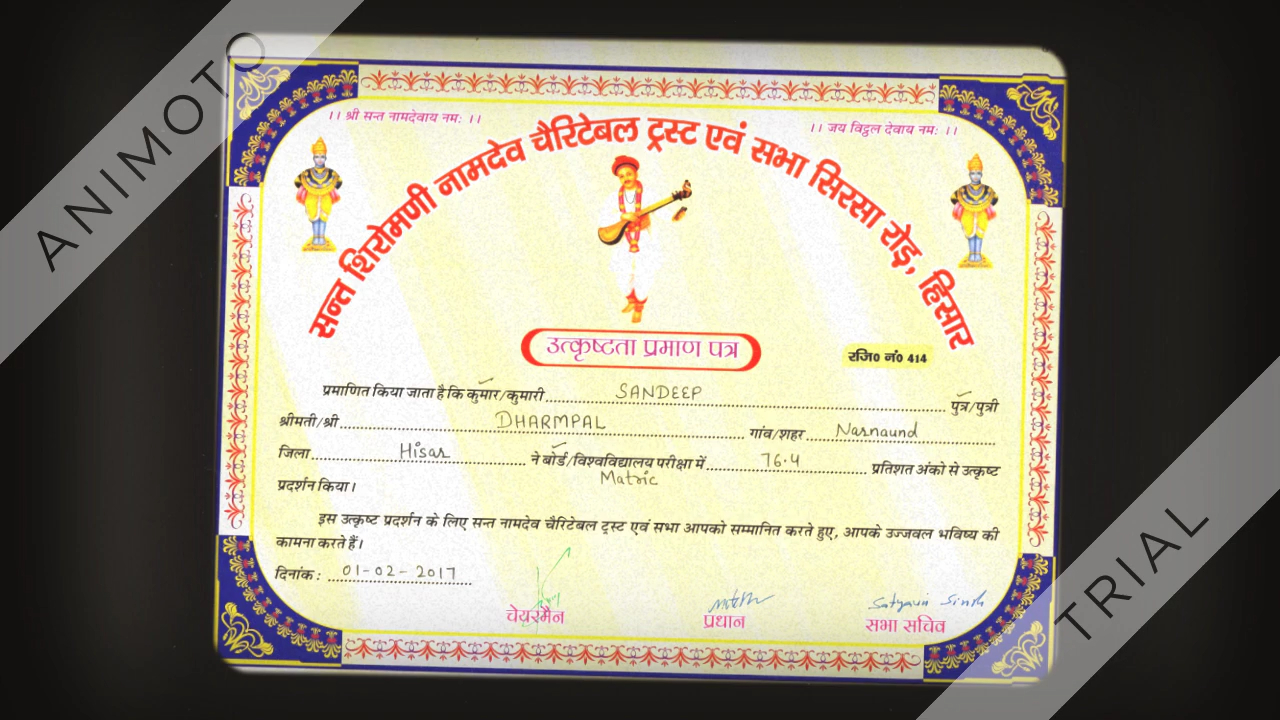 ANIMOTO
।। श्री सन्त नामदेवाय नमः ।।
।। जय विट्ठल देवाय नमः ।।
सन्त शिरोमणी नामदेव चैरिटेबल ट्रस्ट एवं सभा सिरसा रोड़, हिसार
उत्कृष्टता प्रमाण पत्र
रजि० नं० 414
प्रमाणित किया जाता है कि कुमार/कुमारी SANDEEP पुत्र/पुत्री
श्रीमती/श्री DHARMPAL गांव/शहर Narnaund
जिला Hisar ने बोर्ड/विश्वविद्यालय परीक्षा में 76.4 प्रतिशत अंको से उत्कृष्ट
Matric
प्रदर्शन किया।
इस उत्कृष्ट प्रदर्शन के लिए सन्त नामदेव चैरिटेबल ट्रस्ट एवं सभा आपको सम्मानित करते हुए, आपके उज्जवल भविष्य की
कामना करते हैं।
दिनांक : 01-02-2017
Satyavir Singh
चेयरमैन प्रधान सभा सचिव
TRIAL